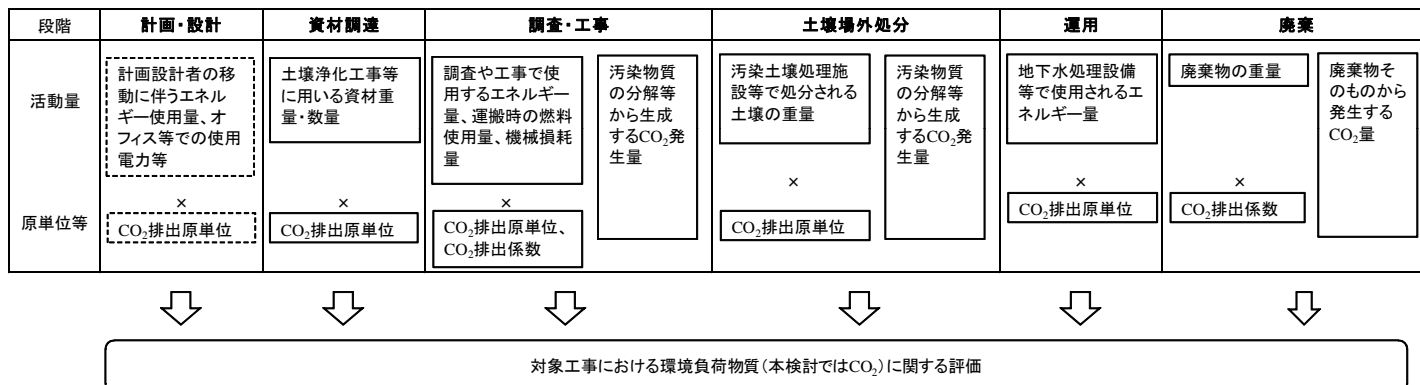 段階
計画・設計
資材調達
調査・工事
土壌場外処分
運用
廃棄
活動量
計画設計者の移
動に伴うエネル
ギー使用量、オ
フィス等での使用
電力等
土壌浄化工事等
に用いる資材重
量・数量
調査や工事で使
用するエネルギー
量、運搬時の燃料
使用量、機械損耗
量
汚染物質
の分解等
から生成
するCO₂発
生量
汚染土壌処理施
設等で処分される
土壌の重量
汚染物質
の分解等
から生成
するCO₂発
生量
地下水処理設備
等で使用されるエ
ネルギー量
廃棄物の重量
廃棄物そ
のものから
発生する
CO₂量
原単位等
×
CO₂排出原単位
×
CO₂排出原単位
×
CO₂排出原単位、
CO₂排出係数
×
CO₂排出原単位
×
CO₂排出原単位
×
CO₂排出係数
対象工事における環境負荷物質(本検討ではCO₂)に関する評価